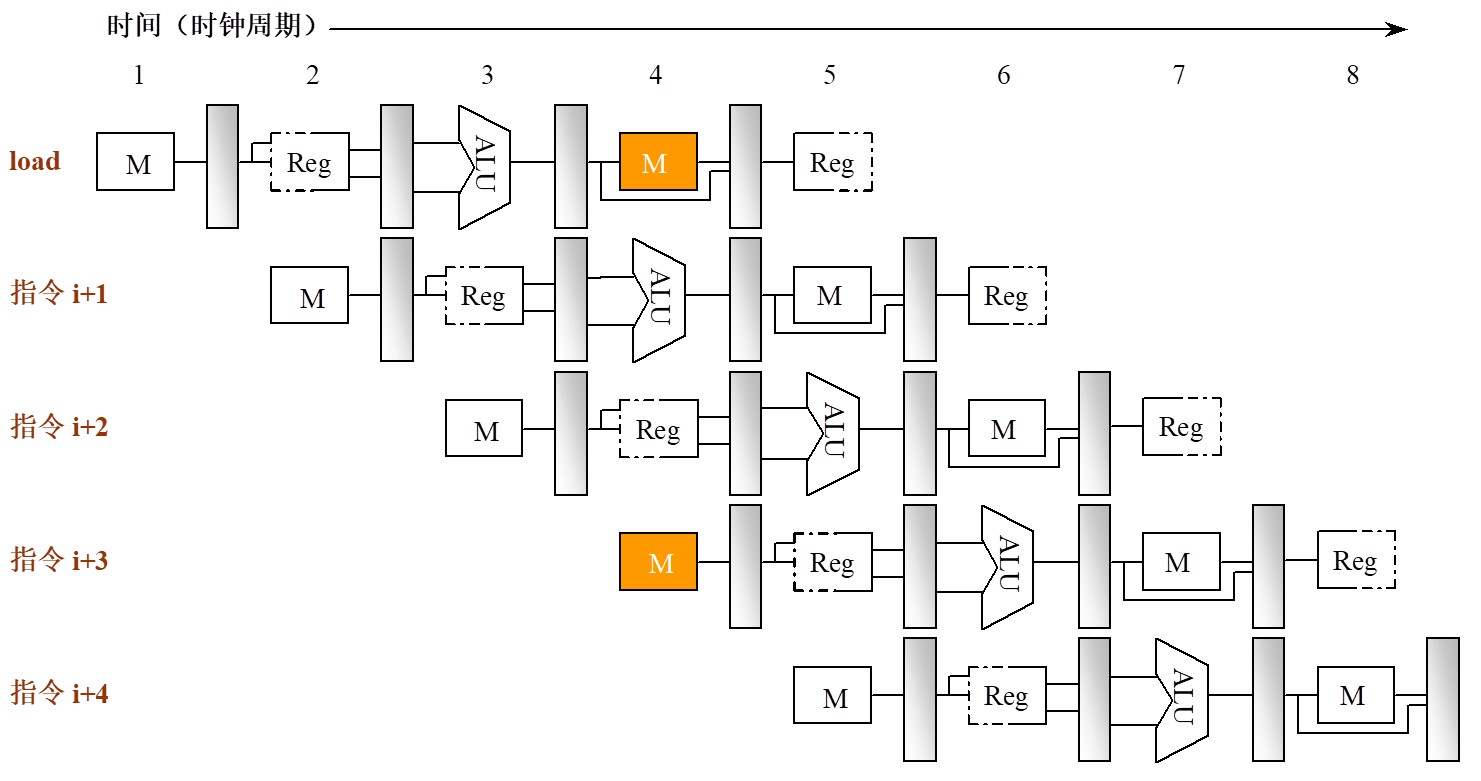 时间（时钟周期）
1 2 3 4 5 6 7 8
load M Reg ALU M Reg
指令 i+1 M Reg ALU M Reg
指令 i+2 M Reg ALU M Reg
指令 i+3 M Reg ALU M Reg
指令 i+4 M Reg ALU M